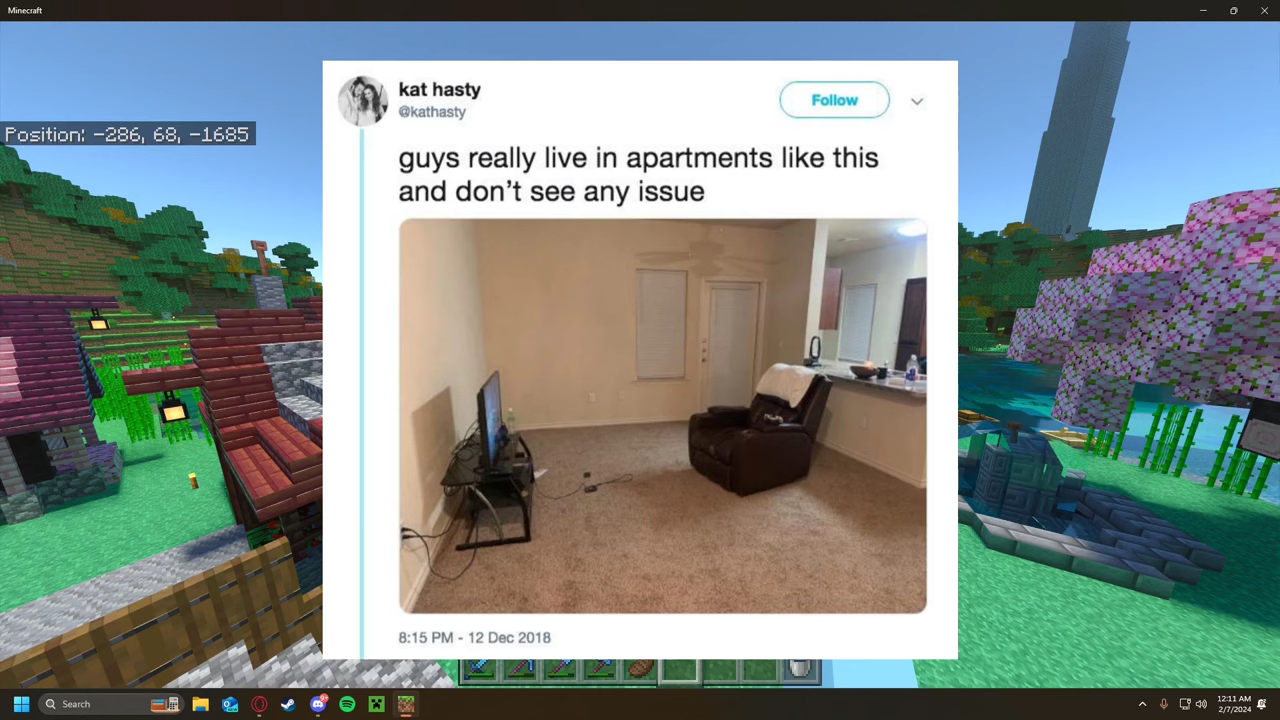 Minecraft
kat hasty
@kathasty
Follow
Position: -286, 68, -1685
guys really live in apartments like this
and don't see any issue
8:15 PM - 12 Dec 2018
Search
9+
12:11 AM
2/7/2024